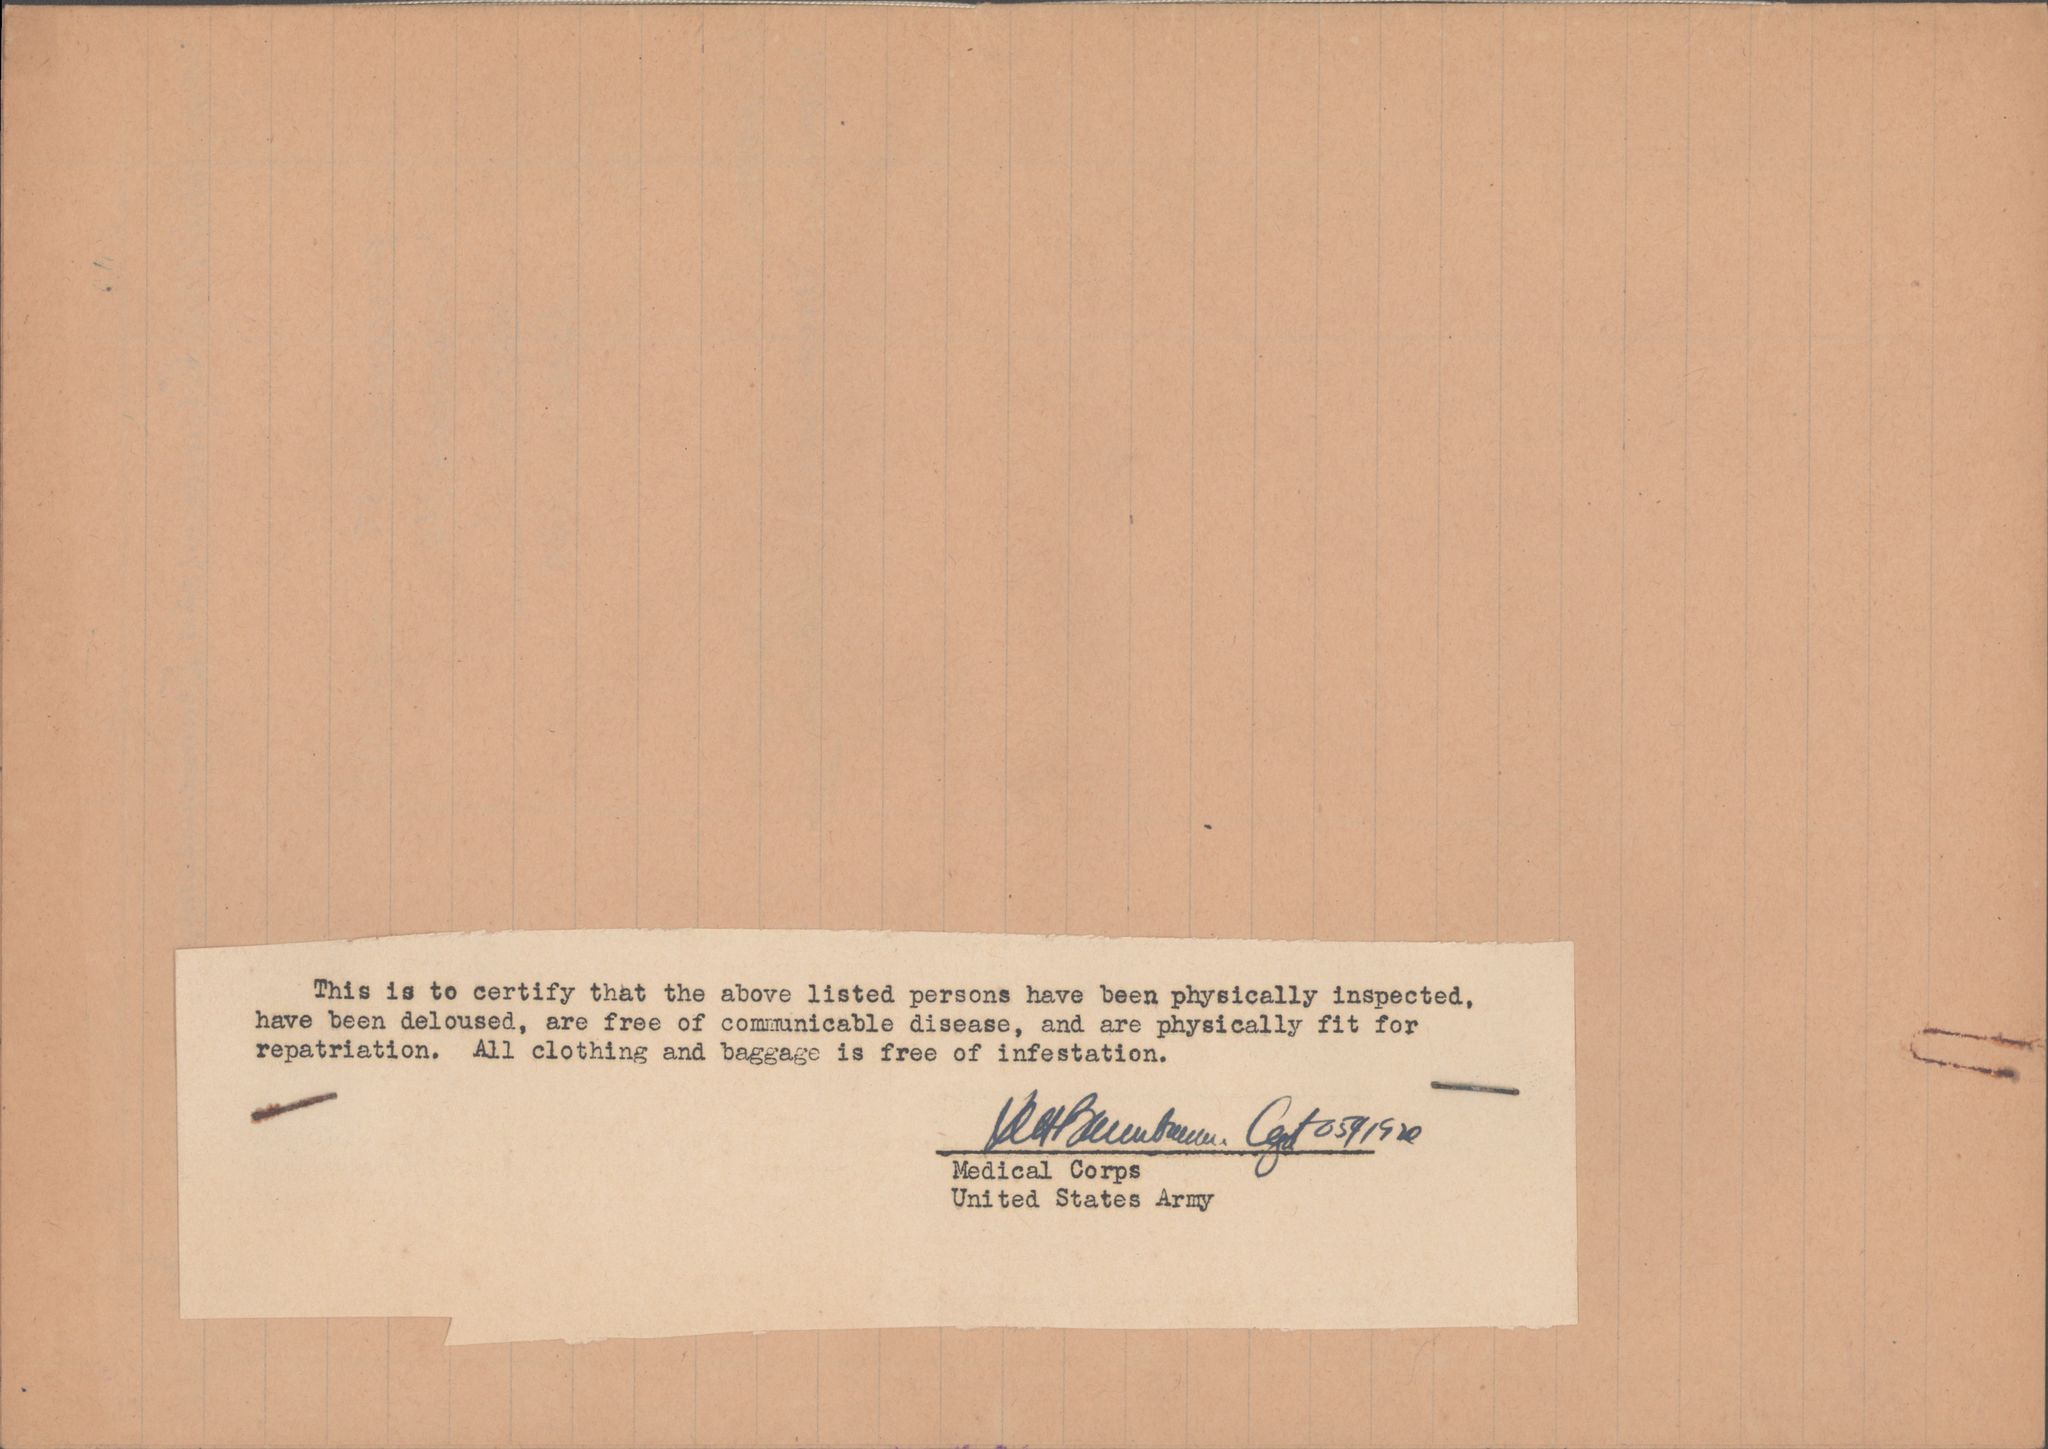 This is to certify that the above listed persons have been physically inspected,
have been deloused, are free of communicable disease, and are physically fit for
repatriation. All clothing and baggage is free of infestation.
Capt
Medical Corps
United States Army